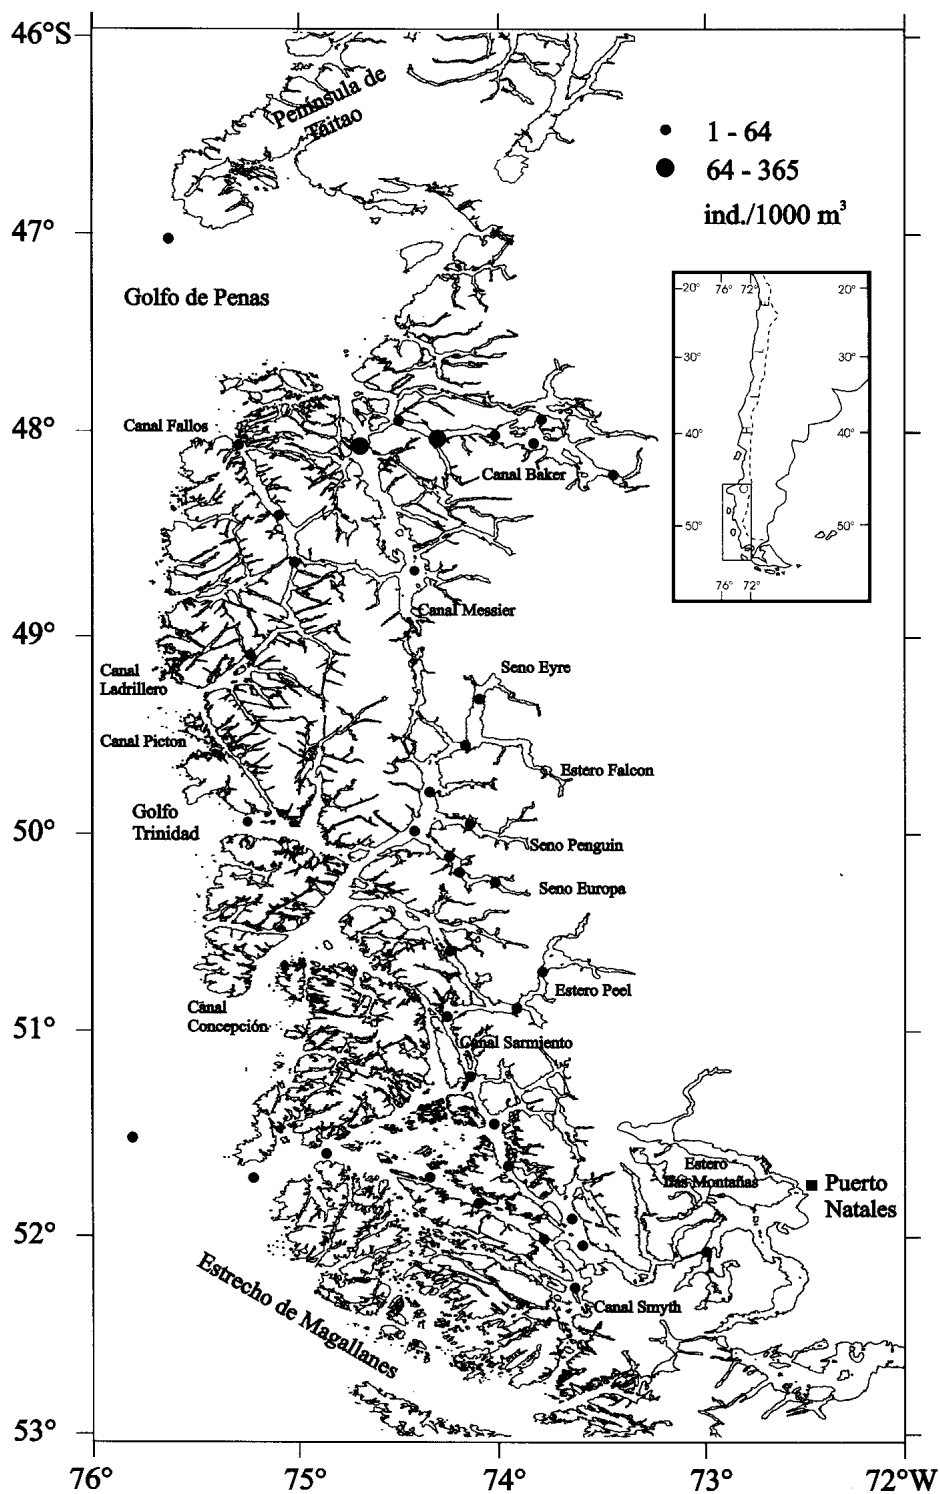 46°S
Península de
Táitao
1 - 64
64 - 365
ind./1000 m³
47°
Golfo de Penas
76° 72°
20° 20°
30° 30°
40° 40°
50° 50°
76° 72°
Canal Fallos
48°
Canal Baker
Canal Messier
49°
Seno Eyre
Canal
Ladrillero
Canal Picton
Estero Falcon
Golfo
Trinidad
50°
Seno Penguin
Seno Europa
Estero Peel
Canal
Concepción
51°
Canal Sarmiento
Estero
Las Montañas
Puerto
Natales
52°
Estrecho de Magallanes
Canal Smyth
53°
76° 75° 74° 73° 72°W